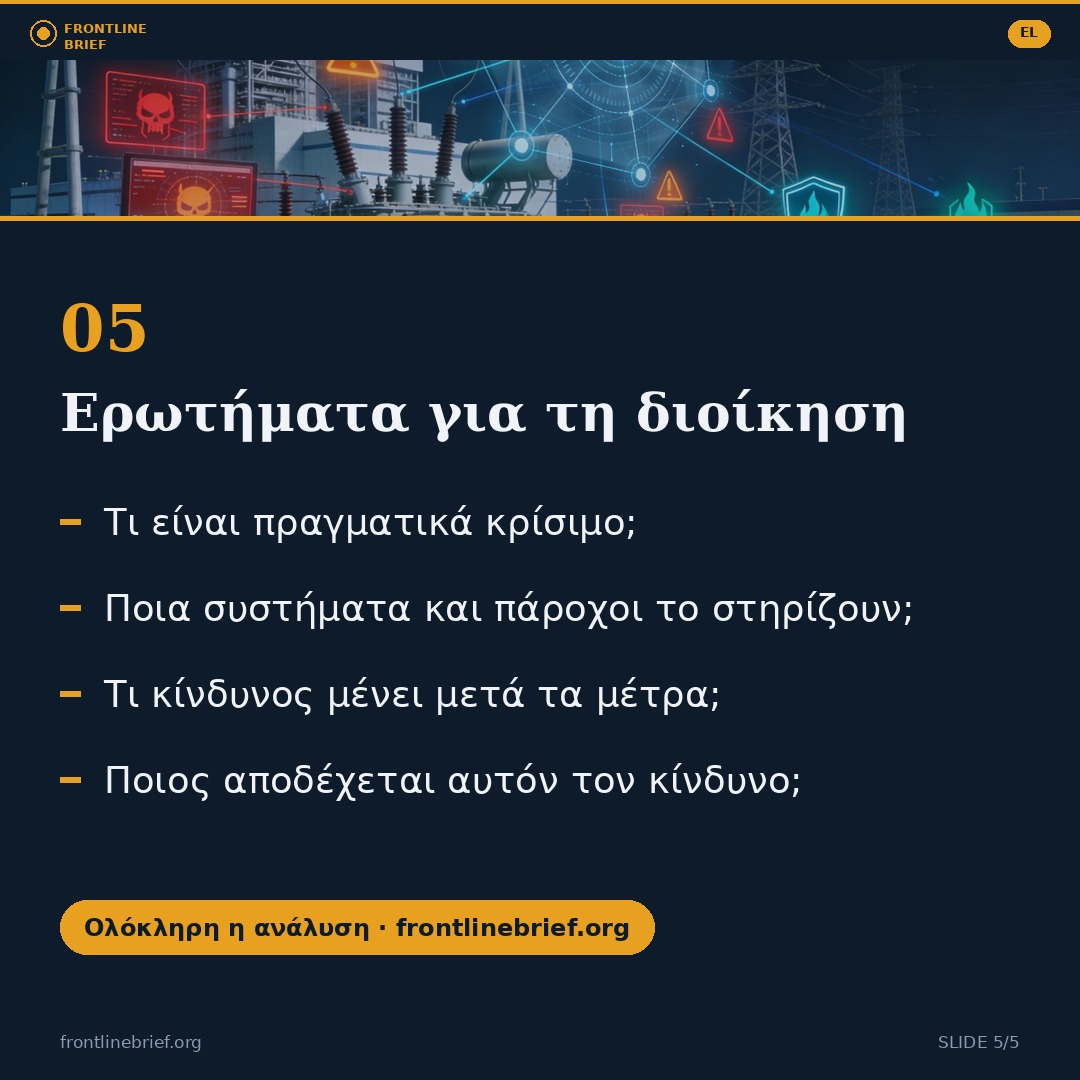 FRONTLINE
BRIEF
EL
05
Ερωτήματα για τη διοίκηση
– Τι είναι πραγματικά κρίσιμο;
– Ποια συστήματα και πάροχοι το στηρίζουν;
– Τι κίνδυνος μένει μετά τα μέτρα;
– Ποιος αποδέχεται αυτόν τον κίνδυνο;
Ολόκληρη η ανάλυση · frontlinebrief.org
frontlinebrief.org
SLIDE 5/5